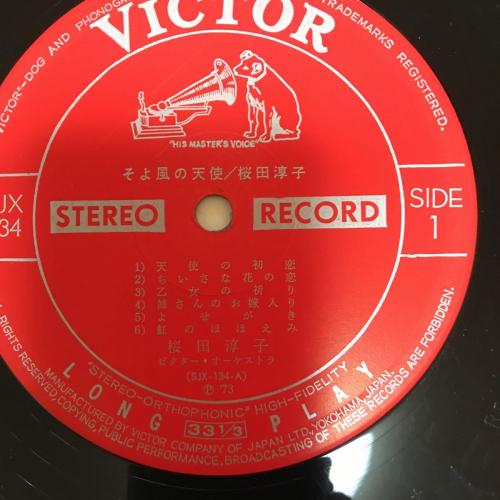 VICTOR
VICTOR"-DOG AND PHONOGRA
TRADEMARKS REGISTERED.
"HIS MASTER'S VOICE"
そよ風の天使/桜田淳子
JX
34
STEREO
RECORD
SIDE
1
1) 天使の初恋
2) ちいさな花の恋
3) 乙女の祈り
4) 姉さんのお嫁入り
5) よせがき
6) 虹のほほえみ
桜田淳子
ビクター・オーケストラ
(SJX-134-A)
Ⓟ '73
"STEREO-ORTHOPHONIC" HIGH-FIDELITY
LONG PLAY
33 1/3
MANUFACTURED BY VICTOR COMPANY OF JAPAN LTD., YOKOHAMA, JAPAN.
RIGHTS RESERVED, COPYING, PUBLIC PERFORMANCE, BROADCASTING OF THESE RECORDS ARE FORBIDDEN.